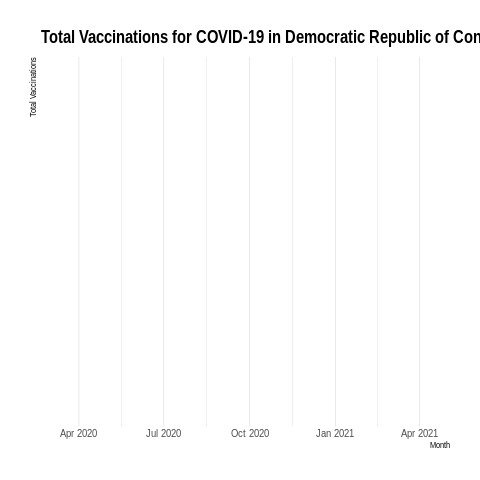 Total Vaccinations for COVID-19 in Democratic Republic of Con
Total Vaccinations
Apr 2020 Jul 2020 Oct 2020 Jan 2021 Apr 2021
Month